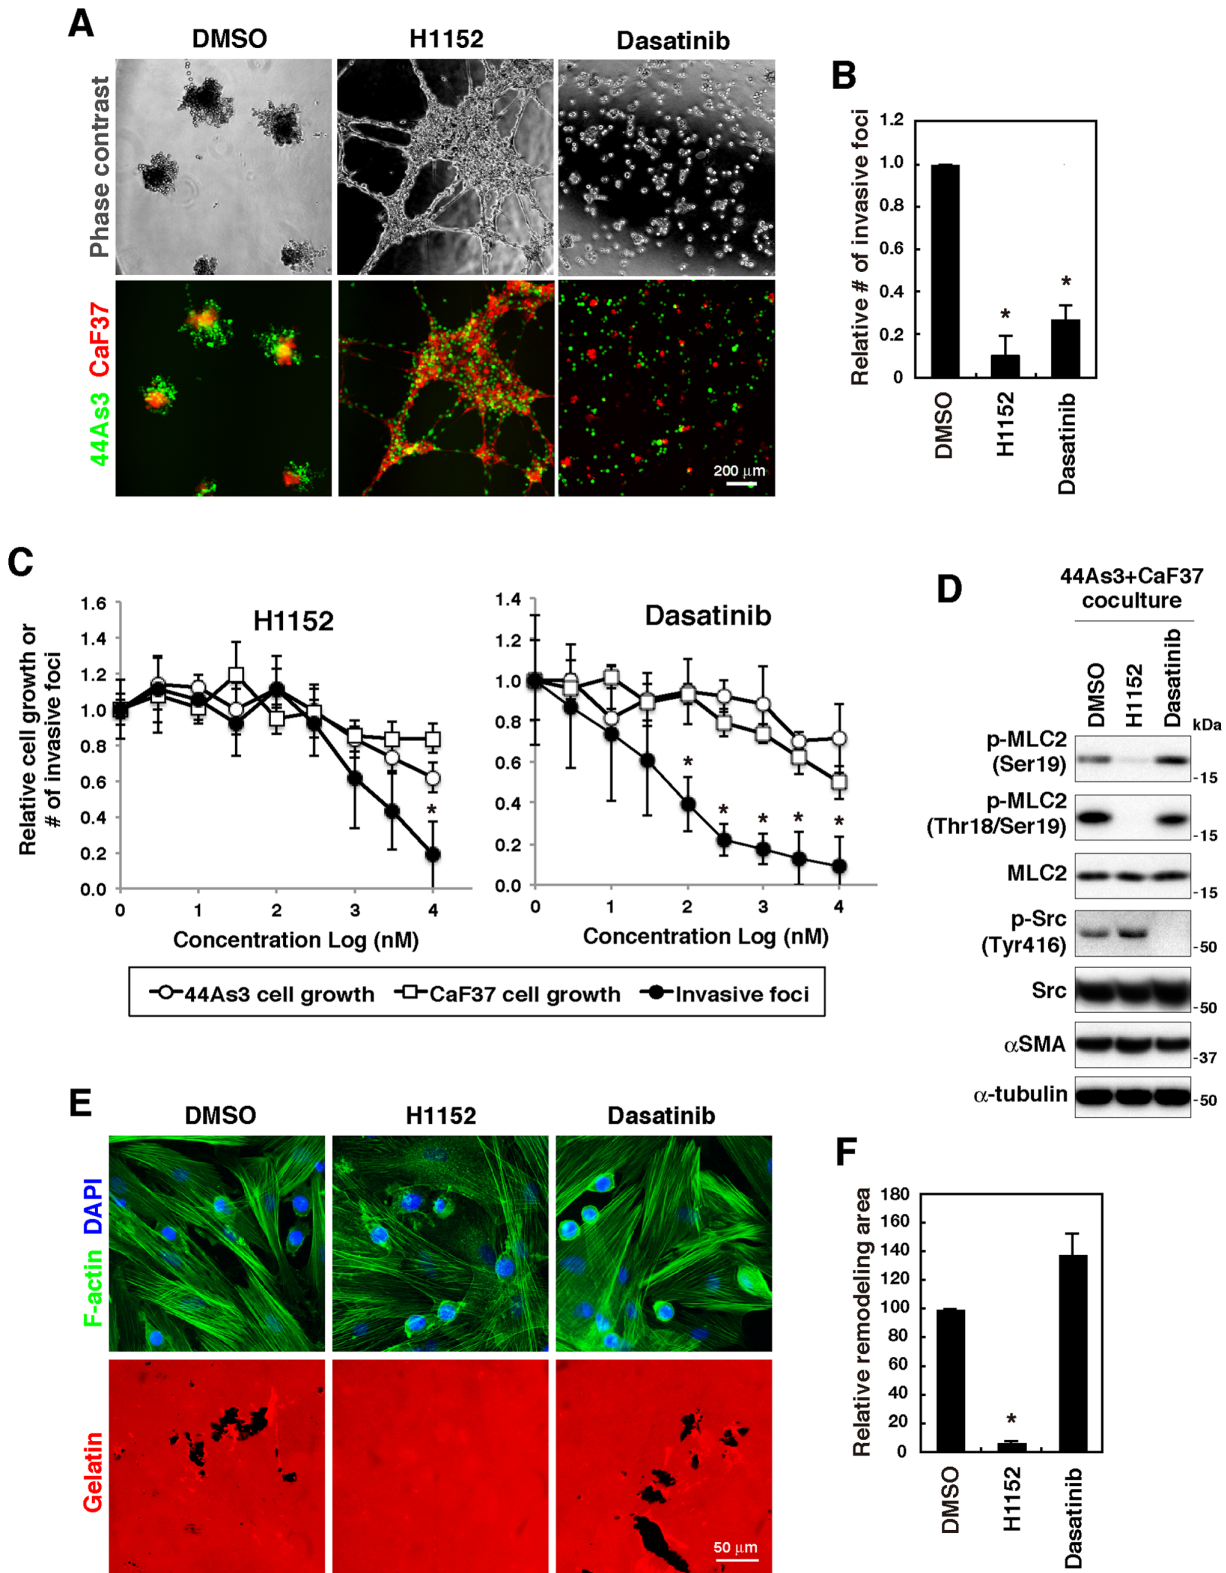 A
DMSO H1152 Dasatinib
Phase contrast
44As3 CaF37
200 μm
B
Relative # of invasive foci
1.2
1.0
0.8
0.6
0.4
0.2
0
*
*
DMSO
H1152
Dasatinib
C
Relative cell growth or
# of invasive foci
H1152
1.6
1.4
1.2
1.0
0.8
0.6
0.4
0.2
0.0
*
0 1 2 3 4
Concentration Log (nM)
Dasatinib
1.4
1.2
1.0
0.8
0.6
0.4
0.2
0.0
* * * * *
0 1 2 3 4
Concentration Log (nM)
44As3 cell growth CaF37 cell growth Invasive foci
D
44As3+CaF37
coculture
DMSO
H1152
Dasatinib
kDa
p-MLC2
(Ser19)
-15
p-MLC2
(Thr18/Ser19)
-15
MLC2
-15
p-Src
(Tyr416)
-50
Src
-50
αSMA
-37
α-tubulin
-50
E
DMSO H1152 Dasatinib
F-actin DAPI
Gelatin
50 μm
F
Relative remodeling area
180
160
140
120
100
80
60
40
20
0
*
DMSO
H1152
Dasatinib